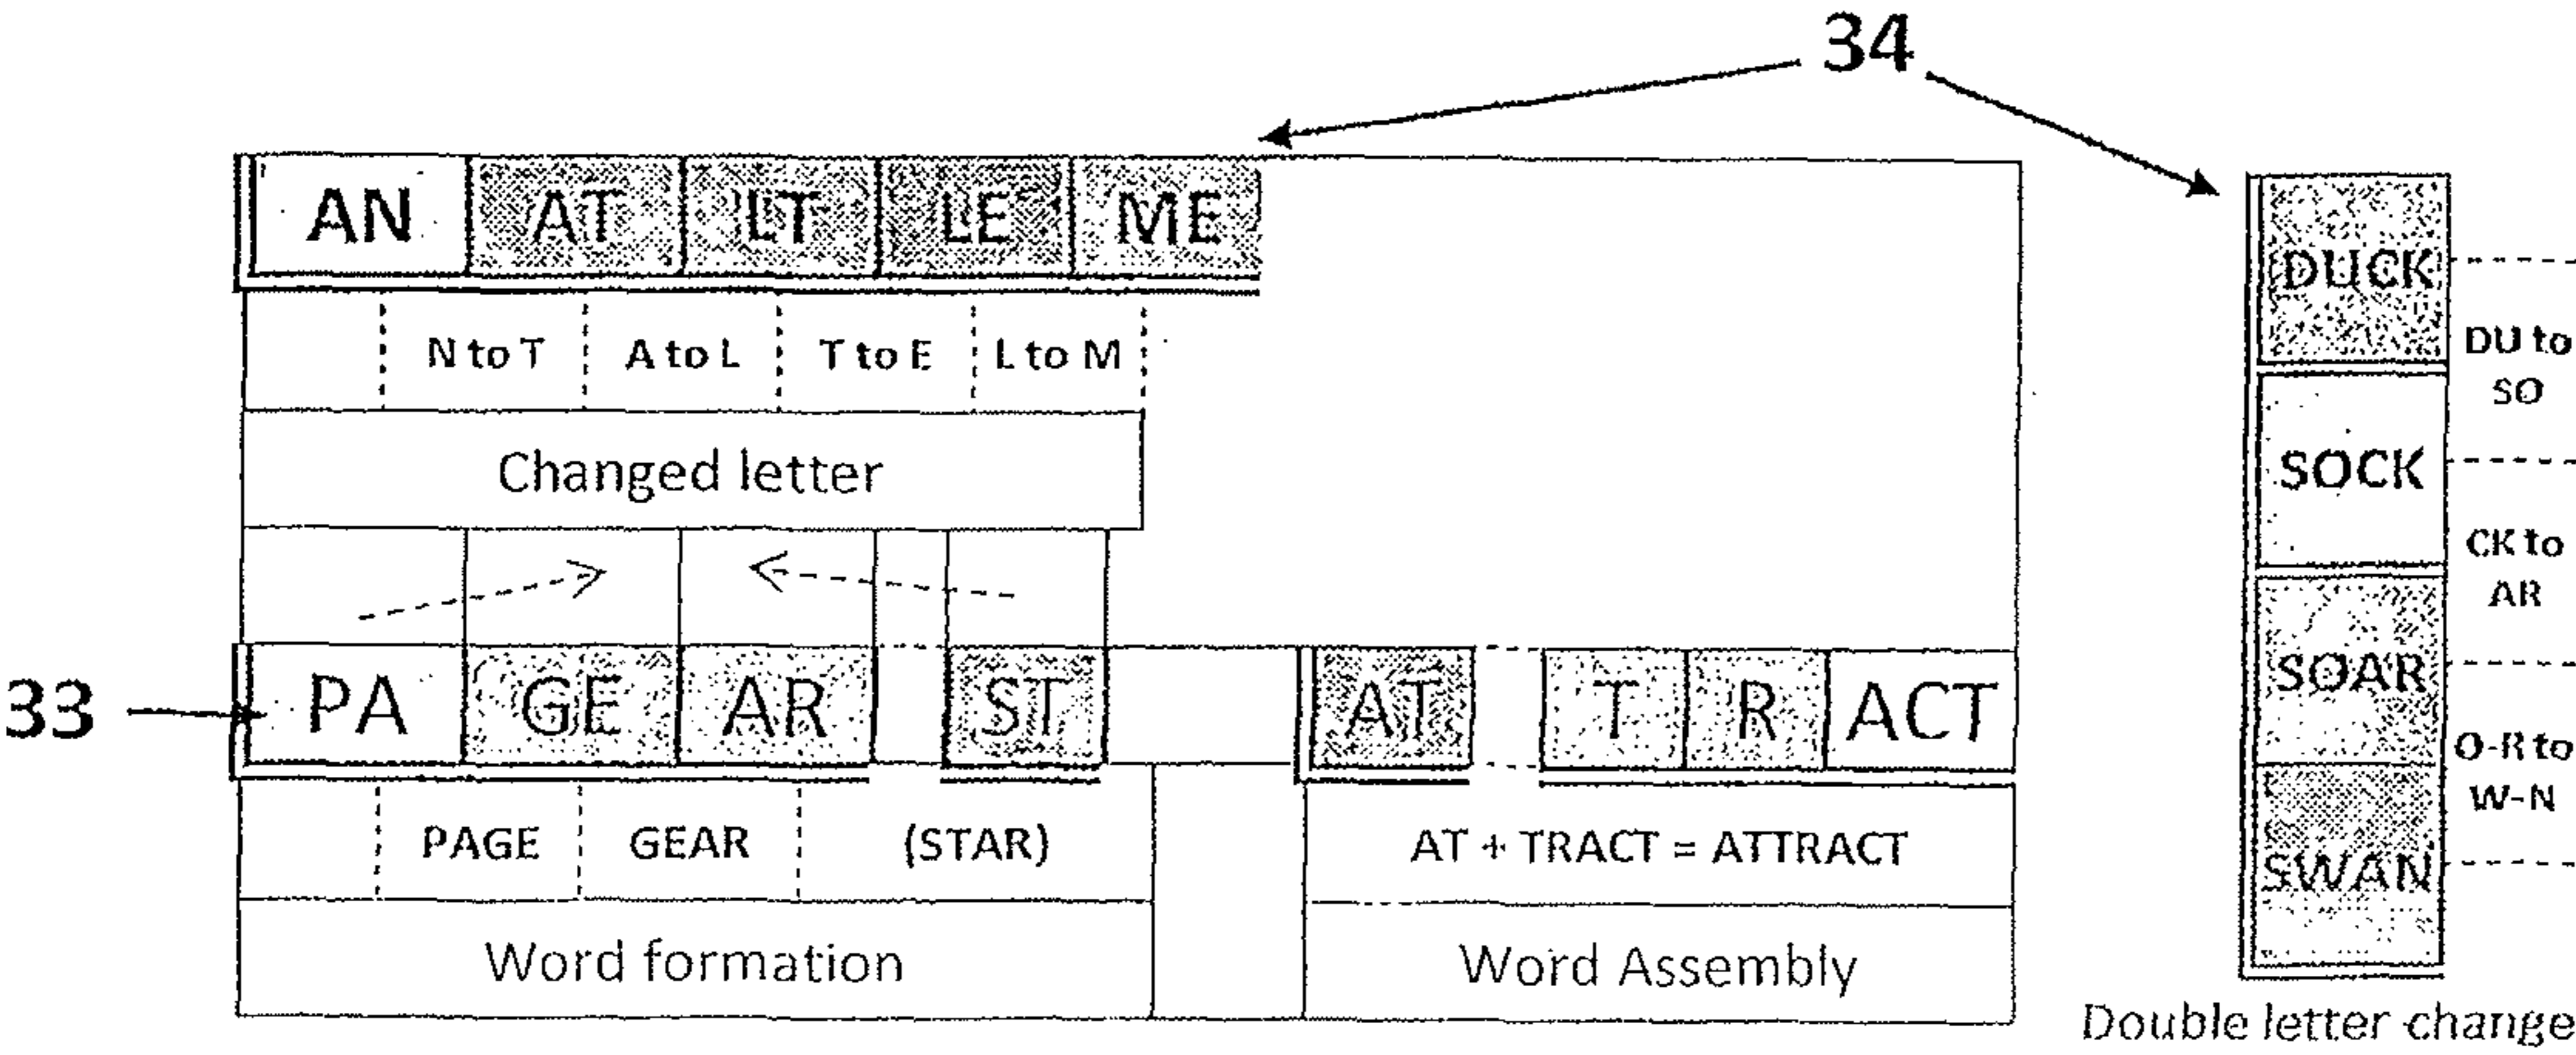 34
AN AT LT LE ME
N to T A to L T to E L to M
Changed letter
33
PA GE AR ST AT T R ACT
PAGE GEAR (STAR) AT + TRACT = ATTRACT
Word formation Word Assembly
DUCK
DU to
SO
SOCK
CK to
AR
SOAR
O-R to
W-N
SWAN
Double letter change